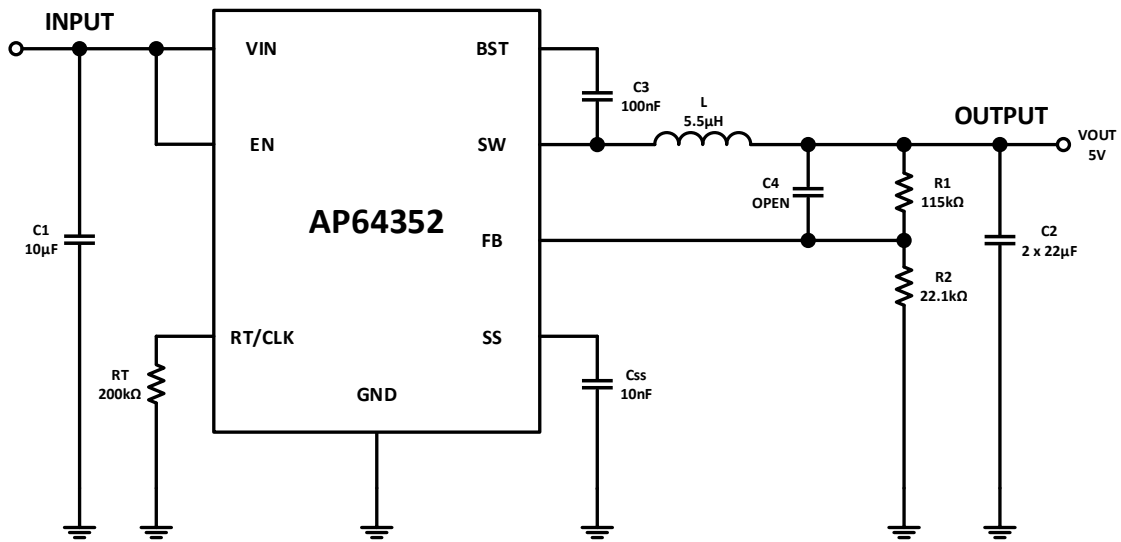 INPUT
VIN
BST
C3
100nF
L
5.5μH
OUTPUT
VOUT
5V
EN
SW
C4
OPEN
R1
115kΩ
AP64352
C1
10μF
FB
C2
2 x 22μF
R2
22.1kΩ
RT/CLK
SS
RT
200kΩ
Css
10nF
GND